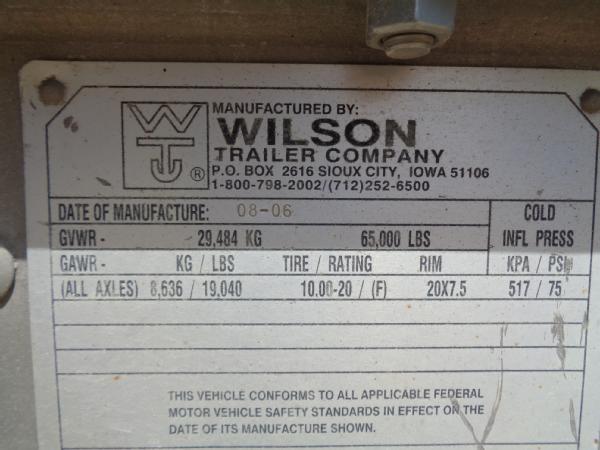 WT
®
MANUFACTURED BY:
WILSON
TRAILER COMPANY
P.O. BOX 2616 SIOUX CITY, IOWA 51106
1-800-798-2002/(712)252-6500
DATE OF MANUFACTURE: 08-06 COLD
GVWR - 29,484 KG 65,000 LBS INFL PRESS
GAWR - KG / LBS TIRE / RATING RIM KPA / PSI
(ALL AXLES) 8,636 / 19,040 10.00-20 / (F) 20X7.5 517 / 75
THIS VEHICLE CONFORMS TO ALL APPLICABLE FEDERAL
MOTOR VEHICLE SAFETY STANDARDS IN EFFECT ON THE
DATE OF ITS MANUFACTURE SHOWN.